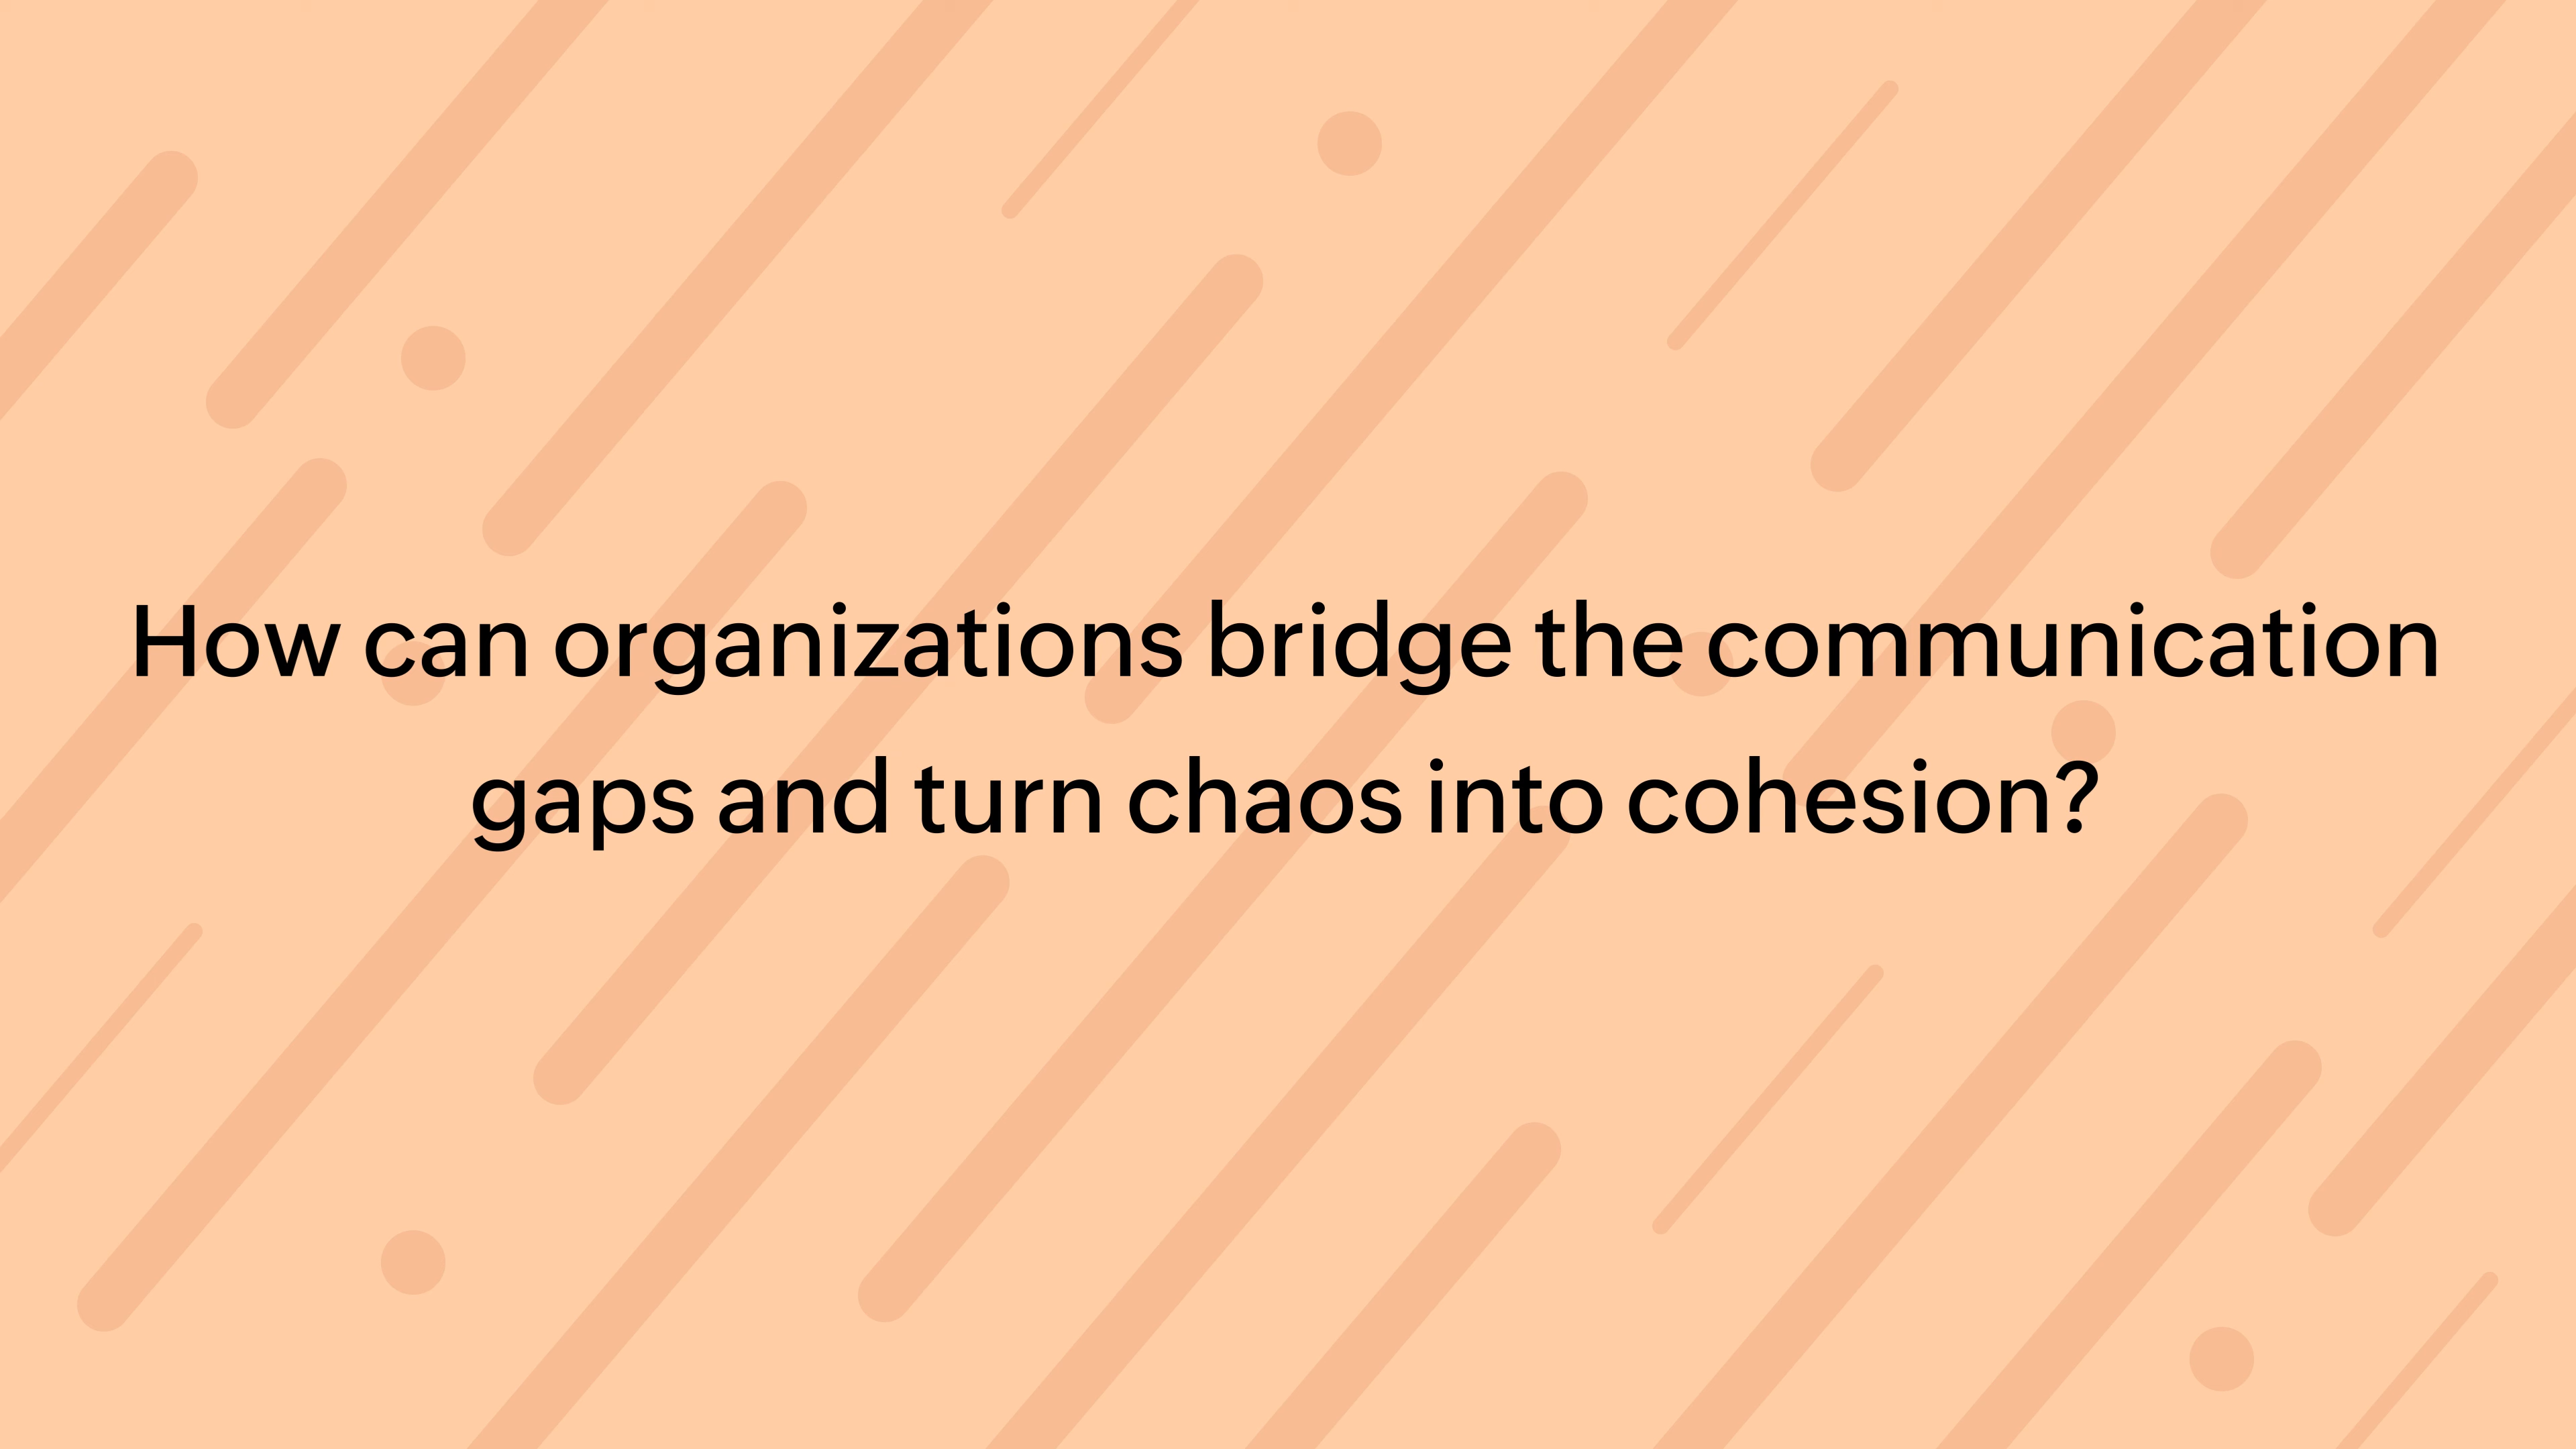 How can organizations bridge the communication
gaps and turn chaos into cohesion?